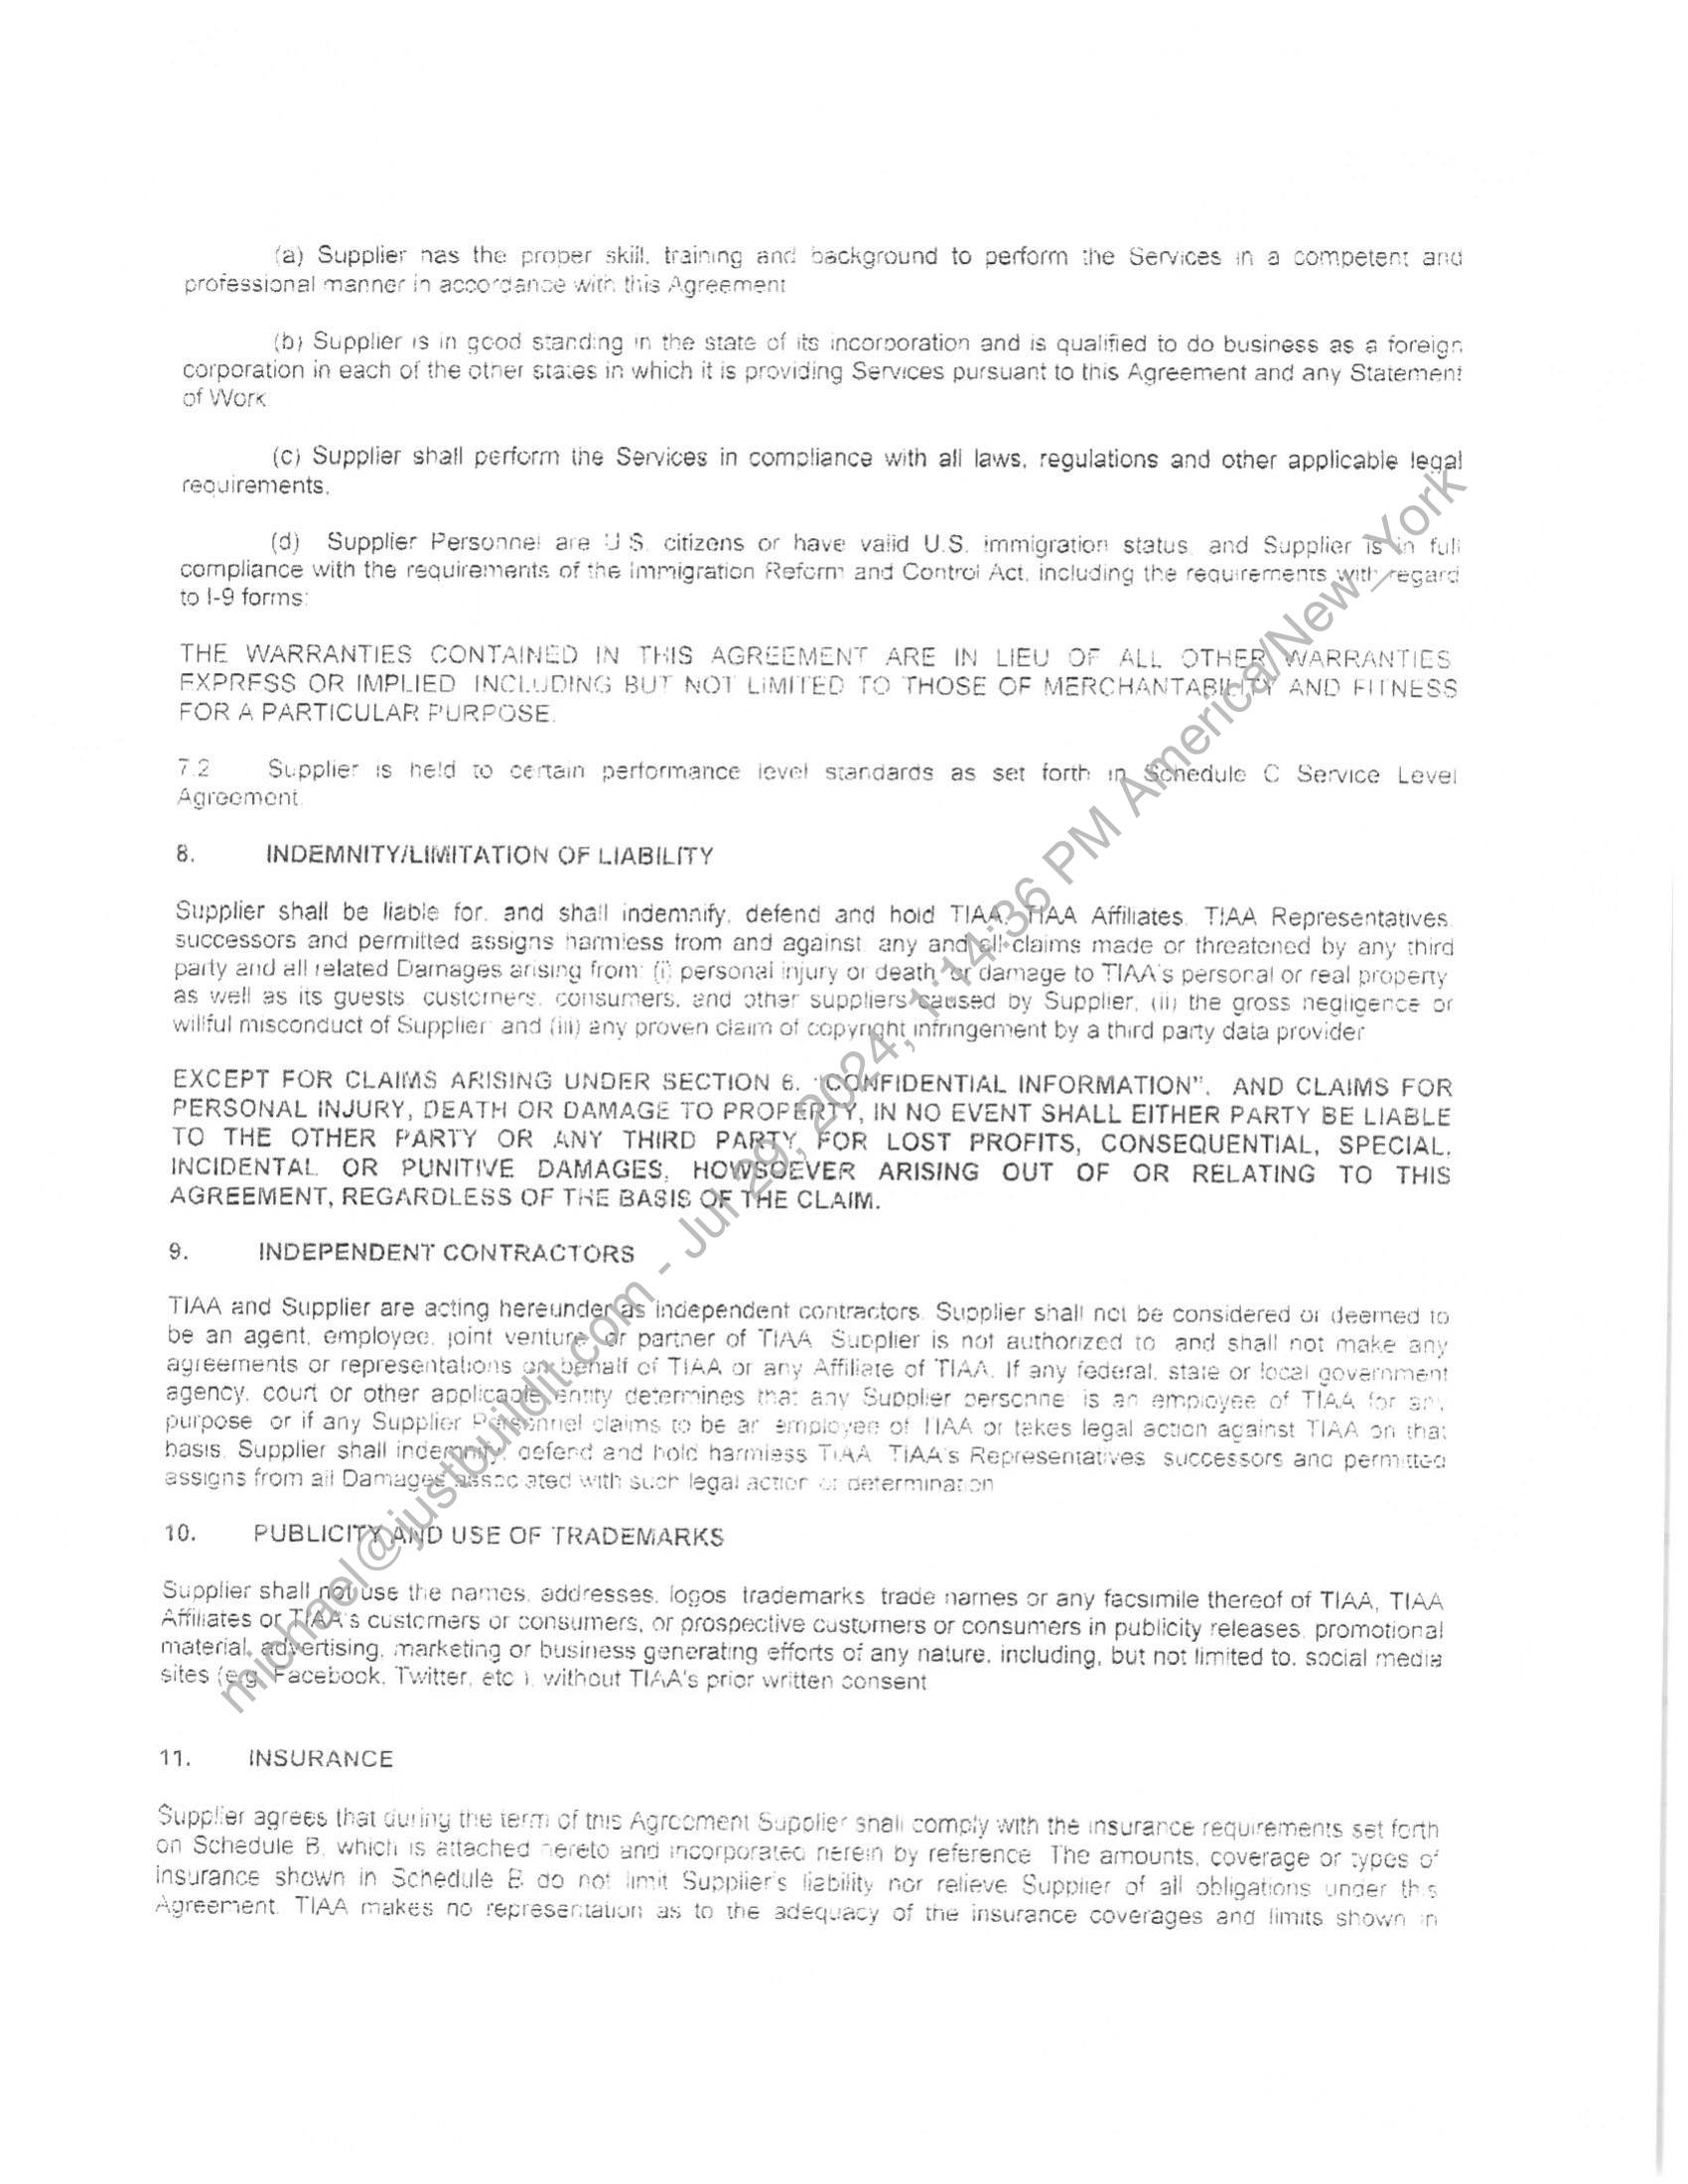 (a) Supplier has the proper skill, training and background to perform the Services in a competent and
professional manner in accordance with this Agreement
(b) Supplier is in good standing in the state of its incorporation and is qualified to do business as a foreign
corporation in each of the other states in which it is providing Services pursuant to this Agreement and any Statement
of Work
(c) Supplier shall perform the Services in compliance with all laws, regulations and other applicable legal
requirements.
(d) Supplier Personnel are U.S. citizens or have valid U.S. immigration status and Supplier is in full
compliance with the requirements of the Immigration Reform and Control Act, including the requirements with regard
to I-9 forms;
THE WARRANTIES CONTAINED IN THIS AGREEMENT ARE IN LIEU OF ALL OTHER WARRANTIES
EXPRESS OR IMPLIED INCLUDING BUT NOT LIMITED TO THOSE OF MERCHANTABILITY AND FITNESS
FOR A PARTICULAR PURPOSE.
7.2 Supplier is held to certain performance level standards as set forth in Schedule C Service Level
Agreement.
8. INDEMNITY/LIMITATION OF LIABILITY
Supplier shall be liable for, and shall indemnify, defend and hold TIAA, TIAA Affiliates, TIAA Representatives,
successors and permitted assigns harmless from and against any and all claims made or threatened by any third
party and all related Damages arising from: (i) personal injury or death or damage to TIAA's personal or real property
as well as its guests, customers, consumers, and other suppliers caused by Supplier, (ii) the gross negligence or
willful misconduct of Supplier and (iii) any proven claim of copyright infringement by a third party data provider
EXCEPT FOR CLAIMS ARISING UNDER SECTION 6. "CONFIDENTIAL INFORMATION", AND CLAIMS FOR
PERSONAL INJURY, DEATH OR DAMAGE TO PROPERTY, IN NO EVENT SHALL EITHER PARTY BE LIABLE
TO THE OTHER PARTY OR ANY THIRD PARTY FOR LOST PROFITS, CONSEQUENTIAL, SPECIAL,
INCIDENTAL OR PUNITIVE DAMAGES, HOWSOEVER ARISING OUT OF OR RELATING TO THIS
AGREEMENT, REGARDLESS OF THE BASIS OF THE CLAIM.
9. INDEPENDENT CONTRACTORS
TIAA and Supplier are acting hereunder as independent contractors. Supplier shall not be considered or deemed to
be an agent, employee, joint venture or partner of TIAA Supplier is not authorized to and shall not make any
agreements or representations on behalf of TIAA or any Affiliate of TIAA. If any federal, state or local government
agency, court or other applicable entity determines that any Supplier personnel is an employee of TIAA for any
purpose or if any Supplier Personnel claims to be an employee of TIAA or takes legal action against TIAA on that
basis, Supplier shall indemnify, defend and hold harmless TIAA TIAA's Representatives successors and permitted
assigns from all Damages associated with such legal action or determination
10. PUBLICITY AND USE OF TRADEMARKS
Supplier shall not use the names, addresses, logos trademarks, trade names or any facsimile thereof of TIAA, TIAA
Affiliates or TIAA's customers or consumers, or prospective customers or consumers in publicity releases, promotional
material, advertising, marketing or business generating efforts of any nature, including, but not limited to, social media
sites (e.g. Facebook, Twitter, etc.), without TIAA's prior written consent
11. INSURANCE
Supplier agrees that during the term of this Agreement Supplier shall comply with the insurance requirements set forth
on Schedule B, which is attached hereto and incorporated herein by reference The amounts, coverage or types of
insurance shown in Schedule B do not limit Supplier's liability nor relieve Supplier of all obligations under this
Agreement. TIAA makes no representation as to the adequacy of the insurance coverages and limits shown in
michael@justbuildit.com - Jul 29, 2024, 1:14:36 PM America/New_York